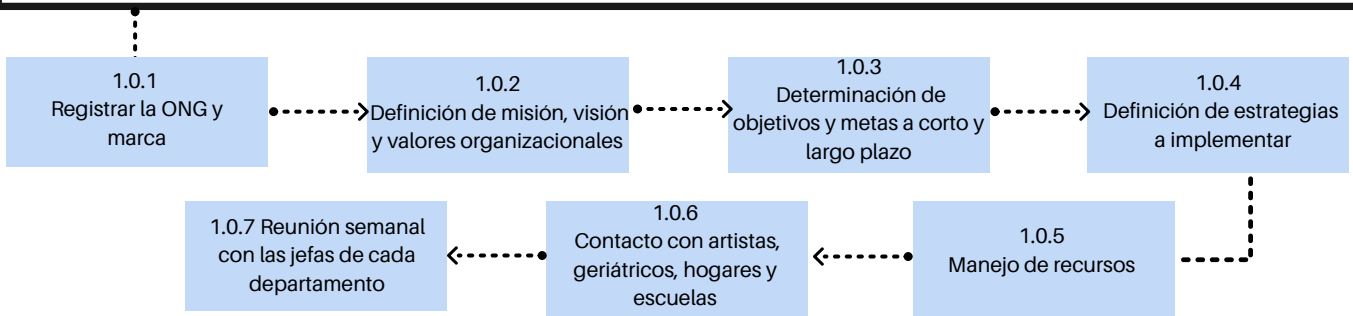 1.0.1
Registrar la ONG y
marca
1.0.2
Definición de misión, visión
y valores organizacionales
1.0.3
Determinación de
objetivos y metas a corto y
largo plazo
1.0.4
Definición de estrategias
a implementar
1.0.5
Manejo de recursos
1.0.6
Contacto con artistas,
geriátricos, hogares y
escuelas
1.0.7 Reunión semanal
con las jefas de cada
departamento